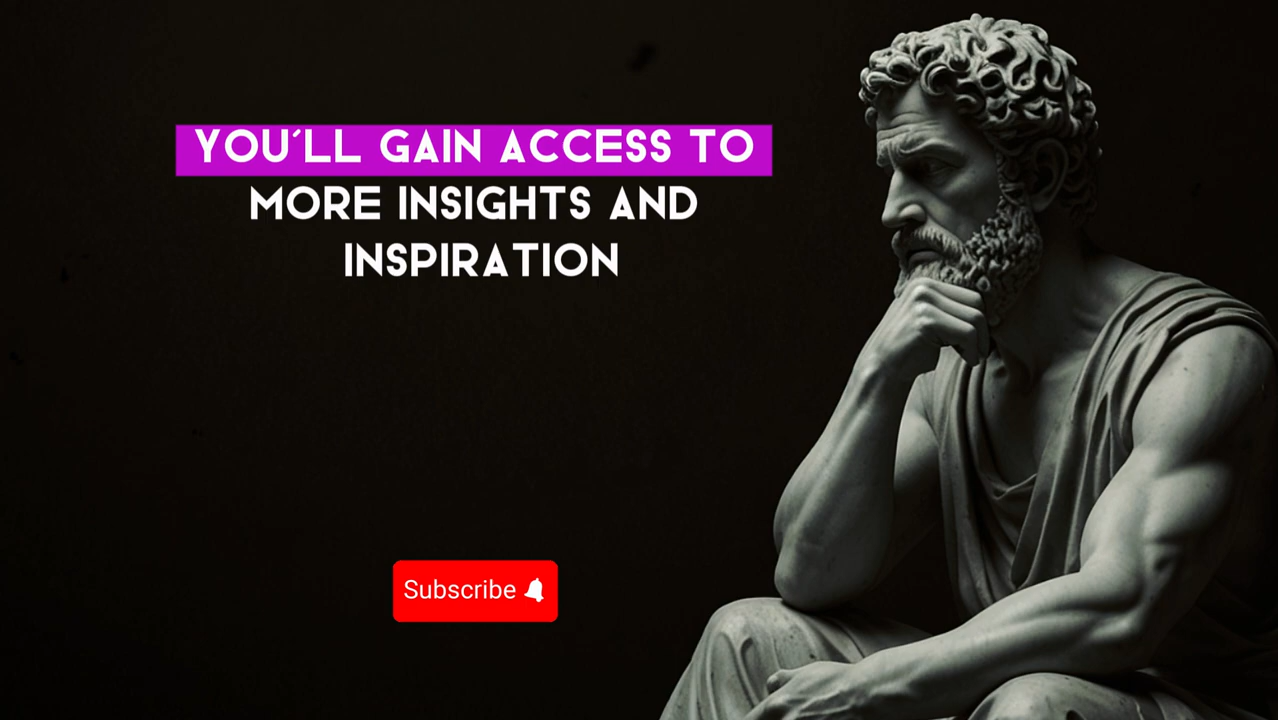 YOU'LL GAIN ACCESS TO
MORE INSIGHTS AND
INSPIRATION
Subscribe